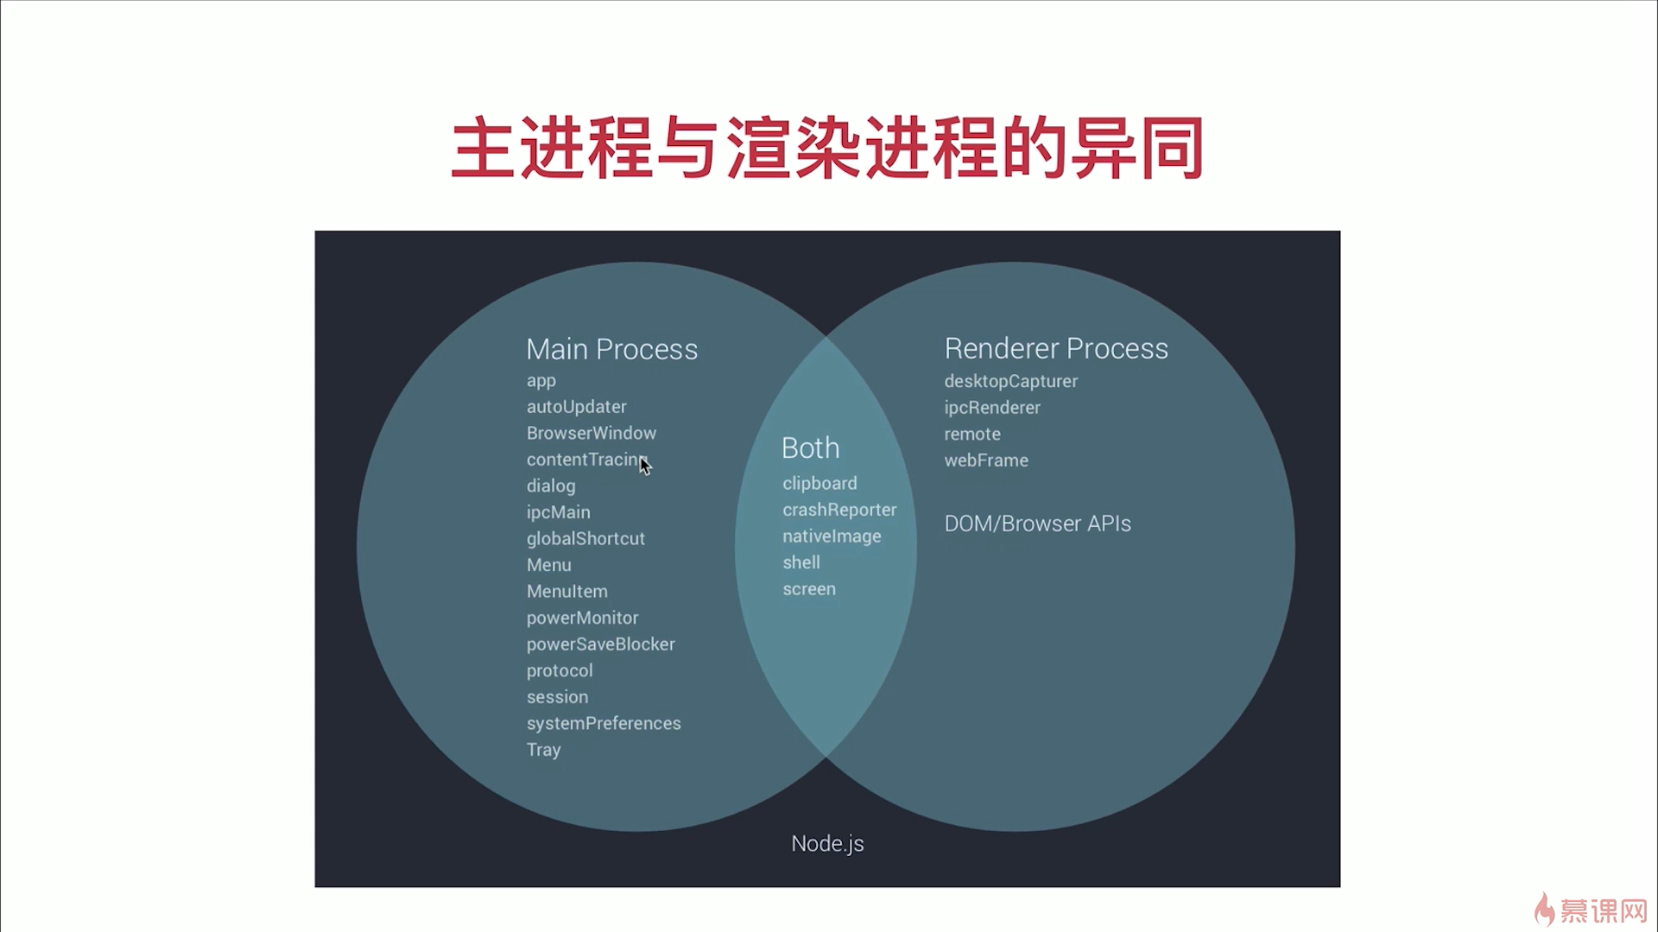 主进程与渲染进程的异同
Main Process
app
autoUpdater
BrowserWindow
contentTracing
dialog
ipcMain
globalShortcut
Menu
MenuItem
powerMonitor
powerSaveBlocker
protocol
session
systemPreferences
Tray
Both
clipboard
crashReporter
nativeImage
shell
screen
Renderer Process
desktopCapturer
ipcRenderer
remote
webFrame
DOM/Browser APIs
Node.js
慕课网